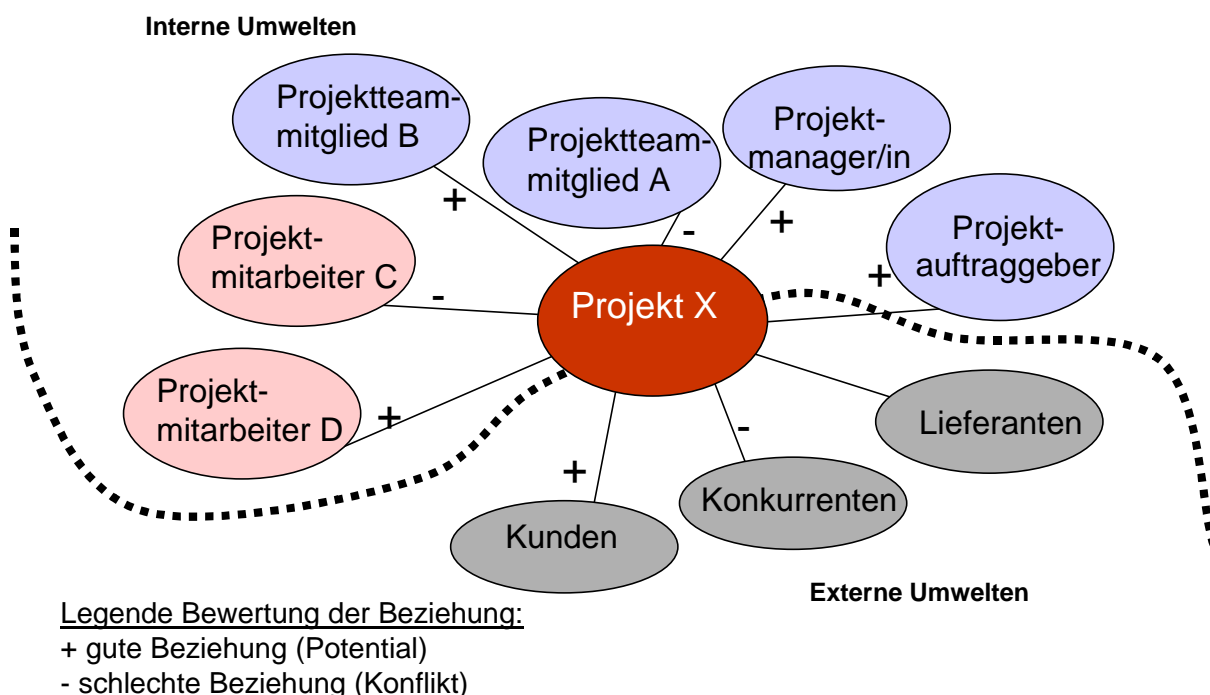 Interne Umwelten
Projektteam-
mitglied B
Projektteam-
mitglied A
Projekt-
manager/in
Projekt-
auftraggeber
Projekt-
mitarbeiter C
Projekt-
mitarbeiter D
Projekt X
+
-
+
+
-
+
+
-
Lieferanten
Konkurrenten
Kunden
Externe Umwelten
Legende Bewertung der Beziehung:
+ gute Beziehung (Potential)
- schlechte Beziehung (Konflikt)